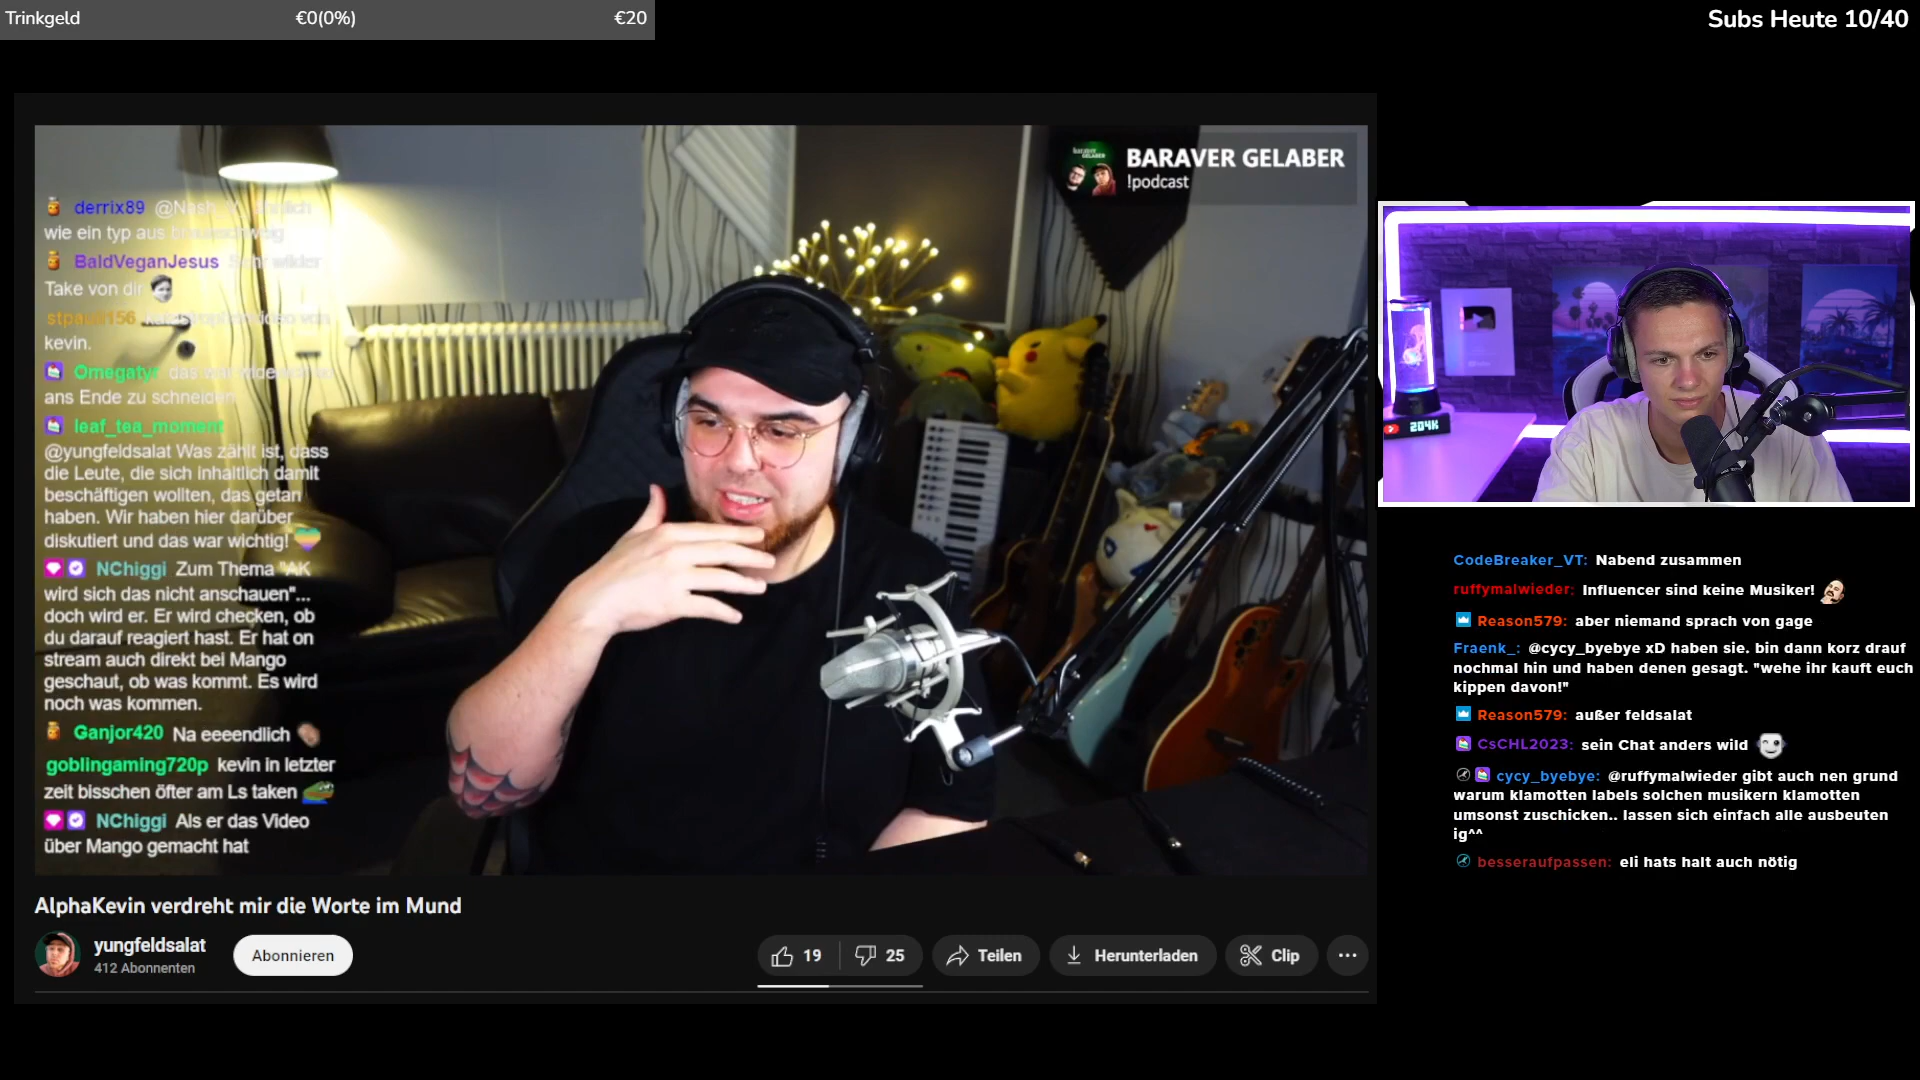 Trinkgeld €0(0%) €20
Subs Heute 10/40
BARAVER GELABER
!podcast
derrix89
wie ein typ aus
BaldVeganJesus
Take von dir
kevin.
Omegatyr
ans Ende zu schneiden
leaf_tea_moment
@yungfeldsalat Was zählt ist, dass
die Leute, die sich inhaltlich damit
beschäftigen wollten, das getan
haben. Wir haben hier darüber
diskutiert und das war wichtig!
NChiggi Zum Thema "AK
wird sich das nicht anschauen"...
doch wird er. Er wird checken, ob
du darauf reagiert hast. Er hat on
stream auch direkt bei Mango
geschaut, ob was kommt. Es wird
noch was kommen.
Ganjor420 Na eeeendlich
goblingaming720p kevin in letzter
zeit bisschen öfter am Ls taken
NChiggi Als er das Video
über Mango gemacht hat
AlphaKevin verdreht mir die Worte im Mund
yungfeldsalat
412 Abonnenten
Abonnieren
19
25
Teilen
Herunterladen
Clip
204K
CodeBreaker_VT: Nabend zusammen
ruffymalwieder: Influencer sind keine Musiker!
Reason579: aber niemand sprach von gage
Fraenk_: @cycy_byebye xD haben sie. bin dann korz drauf
nochmal hin und haben denen gesagt. "wehe ihr kauft euch
kippen davon!"
Reason579: außer feldsalat
CsCHL2023: sein Chat anders wild
cycy_byebye: @ruffymalwieder gibt auch nen grund
warum klamotten labels solchen musikern klamotten
umsonst zuschicken.. lassen sich einfach alle ausbeuten
ig^^
besseraufpassen: eli hats halt auch nötig